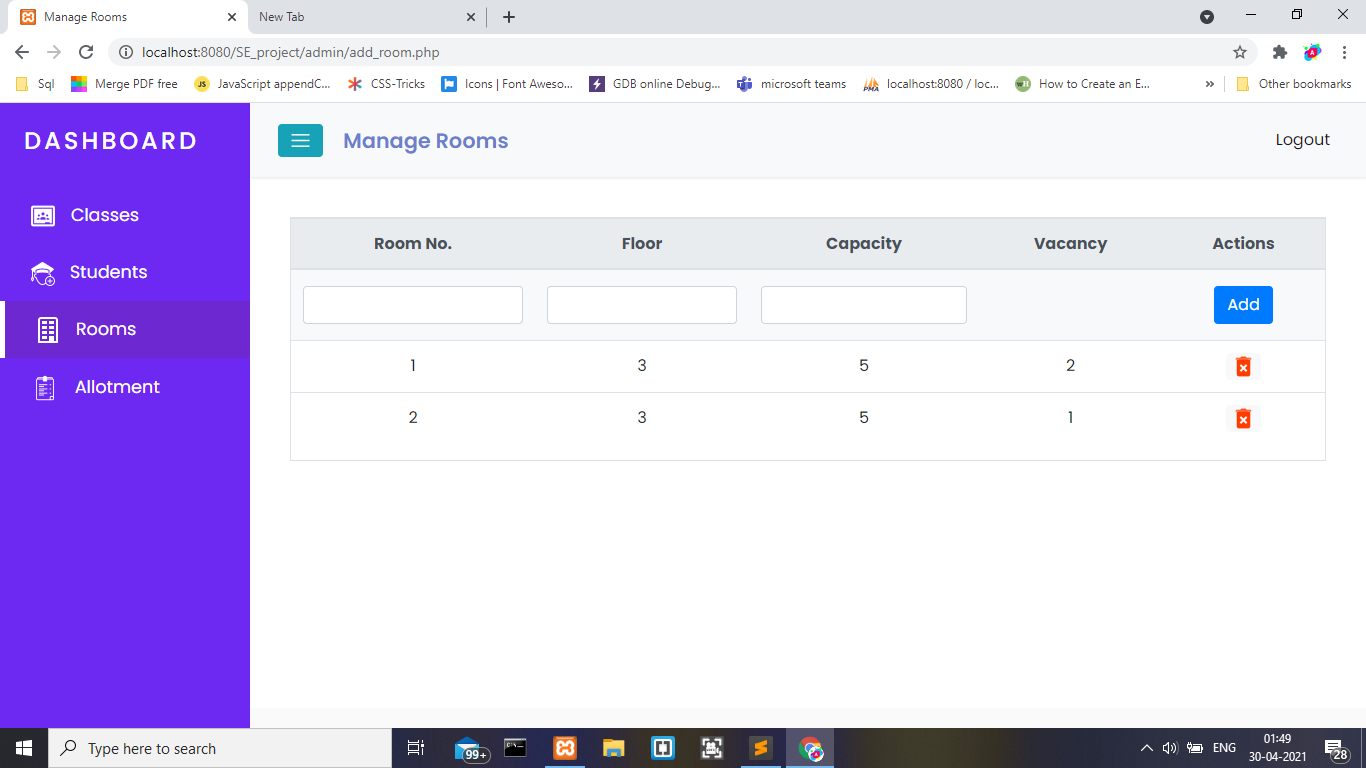 Manage Rooms
New Tab
localhost:8080/SE_project/admin/add_room.php
Sql
Merge PDF free
JS
JavaScript appendC...
CSS-Tricks
Icons | Font Aweso...
GDB online Debug...
microsoft teams
PMA
localhost:8080 / loc...
wH
How to Create an E...
»
Other bookmarks
DASHBOARD
Manage Rooms
Logout
Classes
Students
Rooms
Allotment
Room No. Floor Capacity Vacancy Actions
Add
1 3 5 2
2 3 5 1
Type here to search
99+
ENG
01:49
30-04-2021
28